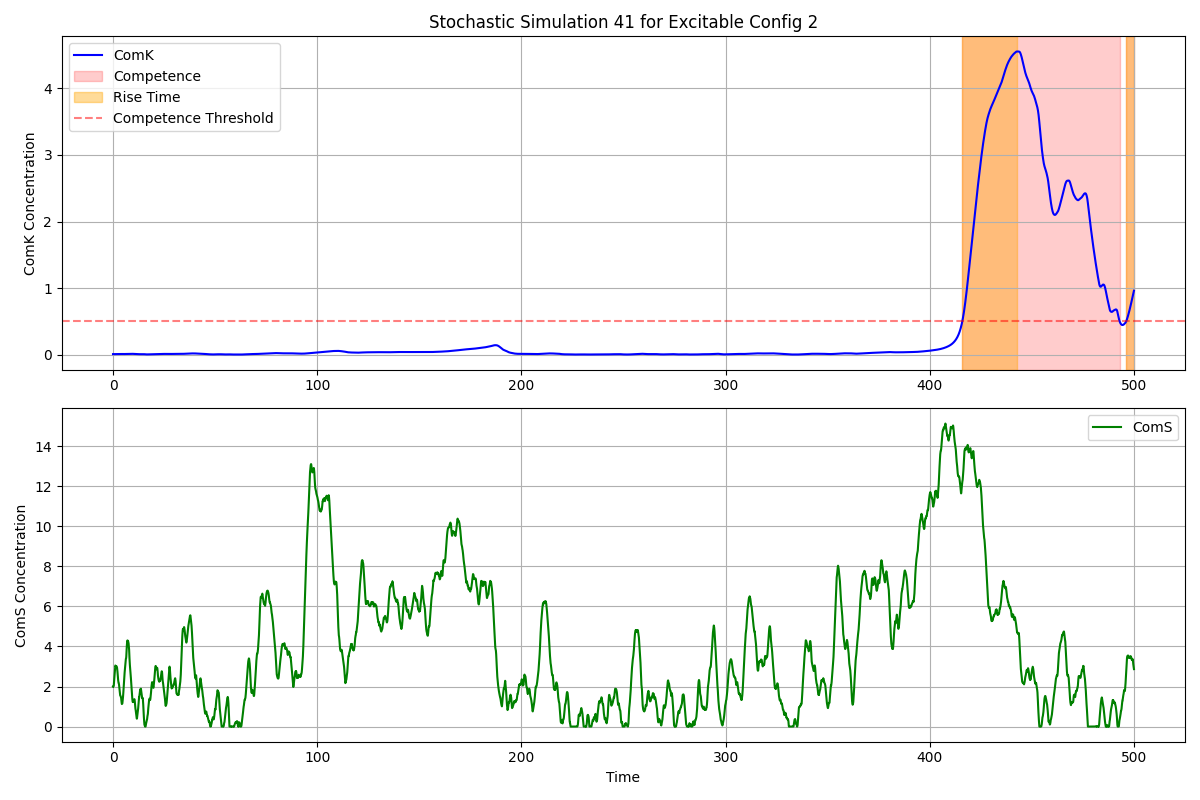 Stochastic Simulation 41 for Excitable Config 2
ComK
Competence
Rise Time
Competence Threshold
ComK Concentration
4
3
2
1
0
0 100 200 300 400 500
ComS
ComS Concentration
14
12
10
8
6
4
2
0
0 100 200 300 400 500
Time